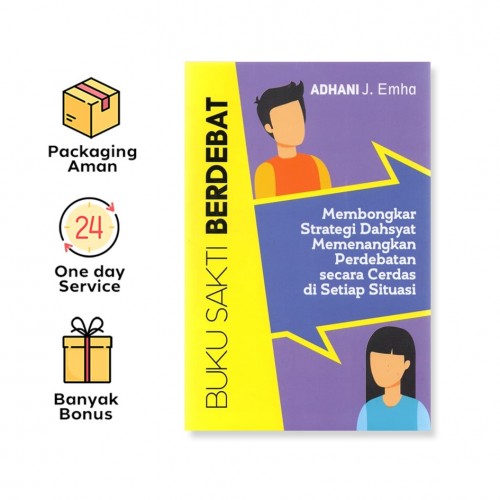 Packaging
Aman
24
One day
Service
Banyak
Bonus
BUKU SAKTI BERDEBAT
ADHANI J. Emha
Membongkar
Strategi Dahsyat
Memenangkan
Perdebatan
secara Cerdas
di Setiap Situasi